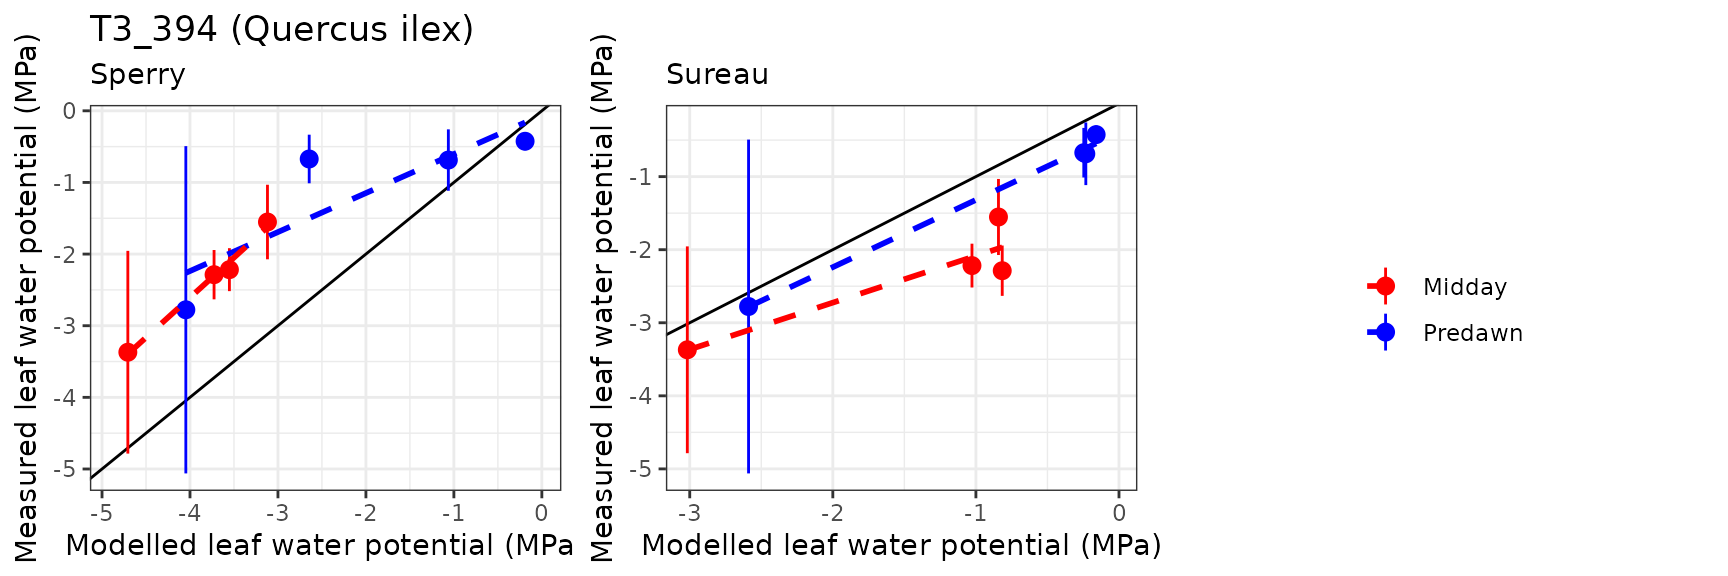 T3_394 (Quercus ilex)
Sperry
Measured leaf water potential (MPa)
0
-1
-2
-3
-4
-5
-5 -4 -3 -2 -1 0
Modelled leaf water potential (MPa
Sureau
Measured leaf water potential (MPa)
-1
-2
-3
-4
-5
-3 -2 -1 0
Modelled leaf water potential (MPa)
Midday
Predawn